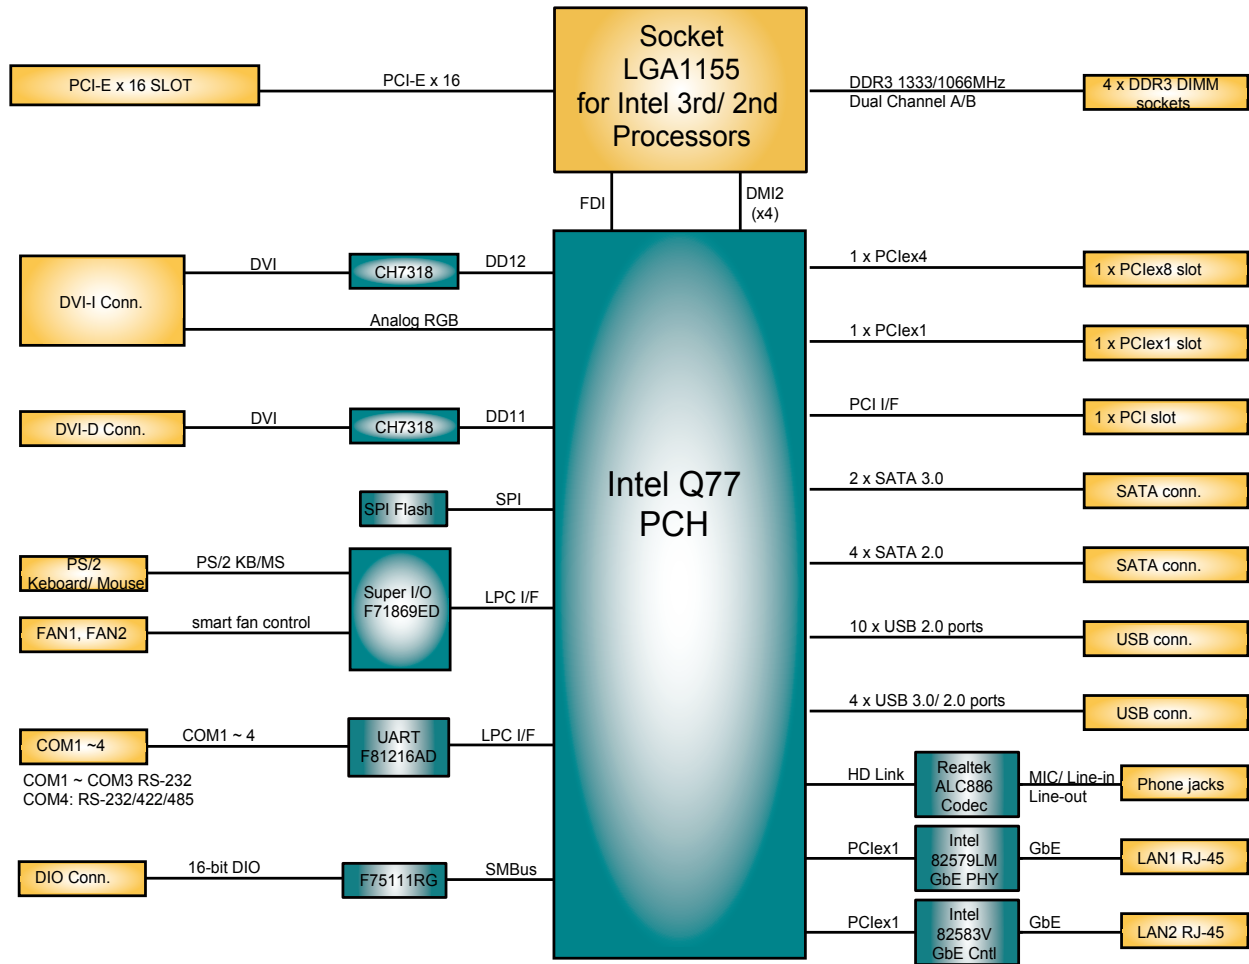 Socket
LGA1155
for Intel 3rd/ 2nd
Processors
PCI-E x 16 SLOT
PCI-E x 16
DDR3 1333/1066MHz
Dual Channel A/B
4 x DDR3 DIMM
sockets
FDI
DMI2
(x4)
Intel Q77
PCH
DVI-I Conn.
DVI
CH7318
DD12
Analog RGB
DVI-D Conn.
DVI
CH7318
DD11
SPI Flash
SPI
PS/2
Keboard/ Mouse
PS/2 KB/MS
Super I/O
F71869ED
LPC I/F
FAN1, FAN2
smart fan control
COM1 ~4
COM1 ~ 4
UART
F81216AD
LPC I/F
COM1 ~ COM3 RS-232
COM4: RS-232/422/485
DIO Conn.
16-bit DIO
F75111RG
SMBus
1 x PCIex4
1 x PCIex8 slot
1 x PCIex1
1 x PCIex1 slot
PCI I/F
1 x PCI slot
2 x SATA 3.0
SATA conn.
4 x SATA 2.0
SATA conn.
10 x USB 2.0 ports
USB conn.
4 x USB 3.0/ 2.0 ports
USB conn.
HD Link
Realtek
ALC886
Codec
MIC/ Line-in
Line-out
Phone jacks
PCIex1
Intel
82579LM
GbE PHY
GbE
LAN1 RJ-45
PCIex1
Intel
82583V
GbE Cntl
GbE
LAN2 RJ-45